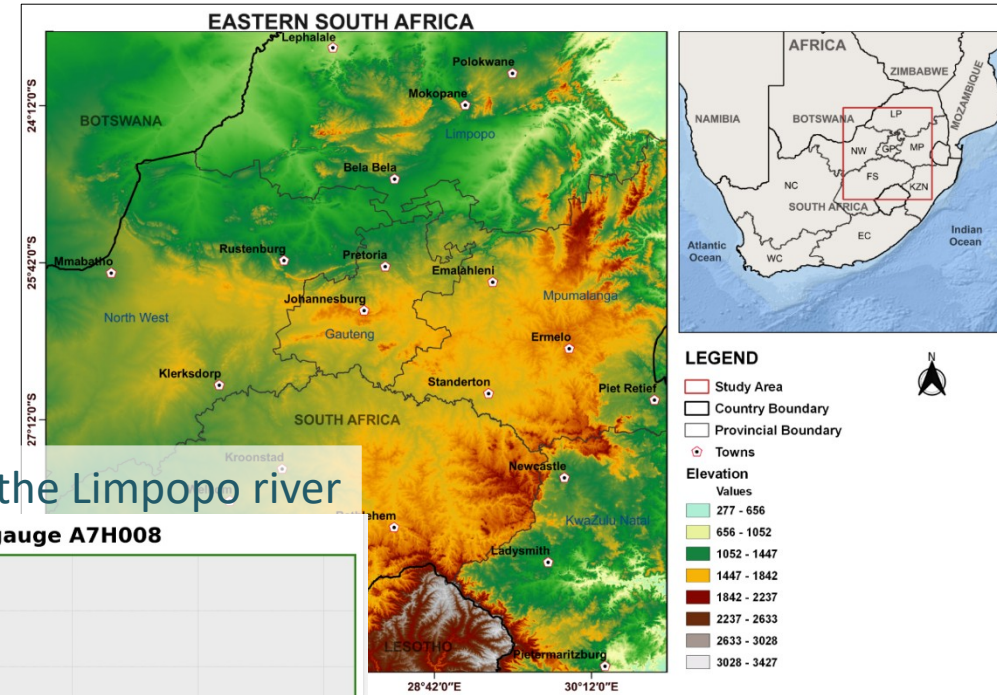 EASTERN SOUTH AFRICA
Lephalale
Polokwane
Mokopane
Limpopo
BOTSWANA
Bela Bela
Rustenburg
Pretoria
Mmabatho
Emalahleni
Mpumalanga
Johannesburg
North West
Gauteng
Ermelo
Klerksdorp
Standerton
Piet Retief
SOUTH AFRICA
Kroonstad
Newcastle
KwaZulu Natal
Ladysmith
LESOTHO
Pietermaritzburg
24°12'0"S
25°42'0"S
27°12'0"S
28°42'0"E
30°12'0"E
the Limpopo river
gauge A7H008
AFRICA
ZIMBABWE
MOZAMBIQUE
NAMIBIA
BOTSWANA
LP
NW
GP
MP
FS
KZN
NC
SOUTH AFRICA
EC
WC
Atlantic
Ocean
Indian
Ocean
LEGEND
N
Study Area
Country Boundary
Provincial Boundary
Towns
Elevation
Values
277 - 656
656 - 1052
1052 - 1447
1447 - 1842
1842 - 2237
2237 - 2633
2633 - 3028
3028 - 3427